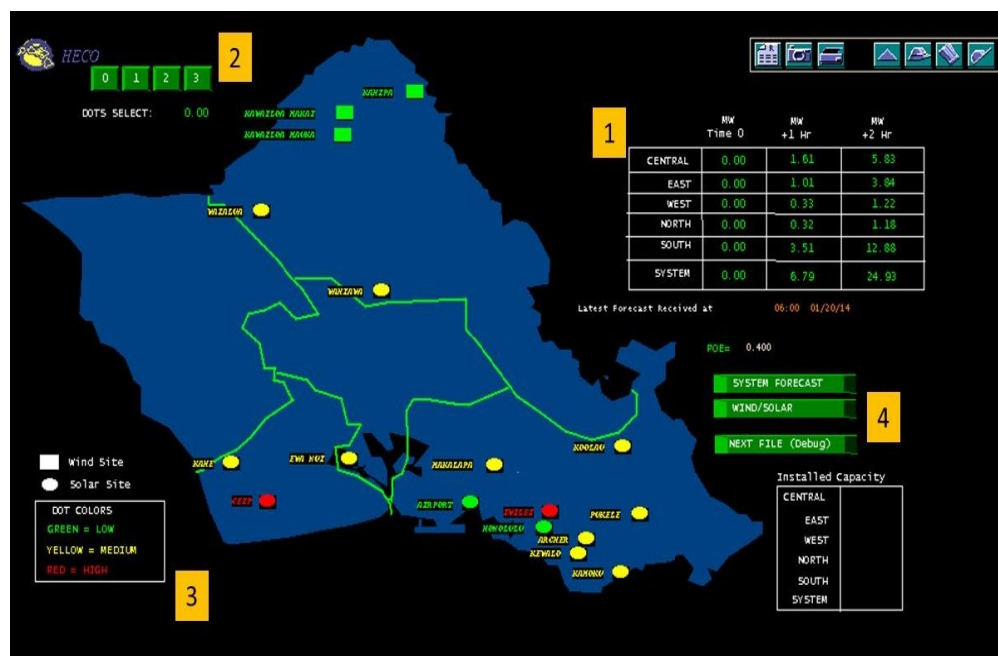 HECO
2
0 1 2 3
DOTS SELECT: 0.00
KAHIPA
KAWAILOA MAKAI
KAWAILOA MAUKA
1
MW MW MW
Time 0 +1 Hr +2 Hr
CENTRAL 0.00 1.61 5.83
EAST 0.00 1.01 3.84
WEST 0.00 0.33 1.22
NORTH 0.00 0.32 1.18
SOUTH 0.00 3.51 12.88
SYSTEM 0.00 6.79 24.93
Latest Forecast Received at 06:00 01/20/14
WAIALUA
WAHIAWA
POE= 0.400
SYSTEM FORECAST
WIND/SOLAR
NEXT FILE (Debug)
4
KOOLAU
KAHE
EWA NUI
MAKALAPA
Wind Site
Solar Site
CEIP
AIRPORT
IWILEI
PUKELE
HONOLULU
ARCHER
KEWALO
KAMOKU
DOT COLORS
GREEN = LOW
YELLOW = MEDIUM
RED = HIGH
3
Installed Capacity
CENTRAL
EAST
WEST
NORTH
SOUTH
SYSTEM